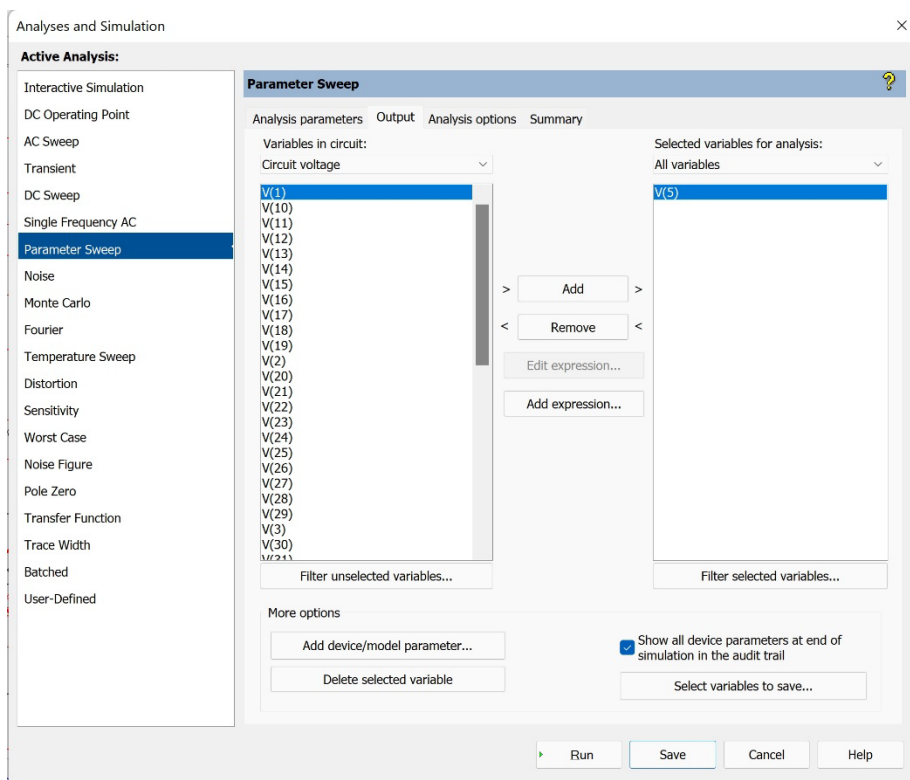 Analyses and Simulation
Active Analysis:
Interactive Simulation
DC Operating Point
AC Sweep
Transient
DC Sweep
Single Frequency AC
Parameter Sweep
Noise
Monte Carlo
Fourier
Temperature Sweep
Distortion
Sensitivity
Worst Case
Noise Figure
Pole Zero
Transfer Function
Trace Width
Batched
User-Defined
Parameter Sweep
?
Analysis parameters Output Analysis options Summary
Variables in circuit:
Circuit voltage
V(1)
V(10)
V(11)
V(12)
V(13)
V(14)
V(15)
V(16)
V(17)
V(18)
V(19)
V(2)
V(20)
V(21)
V(22)
V(23)
V(24)
V(25)
V(26)
V(27)
V(28)
V(29)
V(3)
V(30)
V(31)
Filter unselected variables...
> Add >
< Remove <
Edit expression...
Add expression...
Selected variables for analysis:
All variables
V(5)
Filter selected variables...
More options
Add device/model parameter...
Delete selected variable
Show all device parameters at end of
simulation in the audit trail
Select variables to save...
Run Save Cancel Help